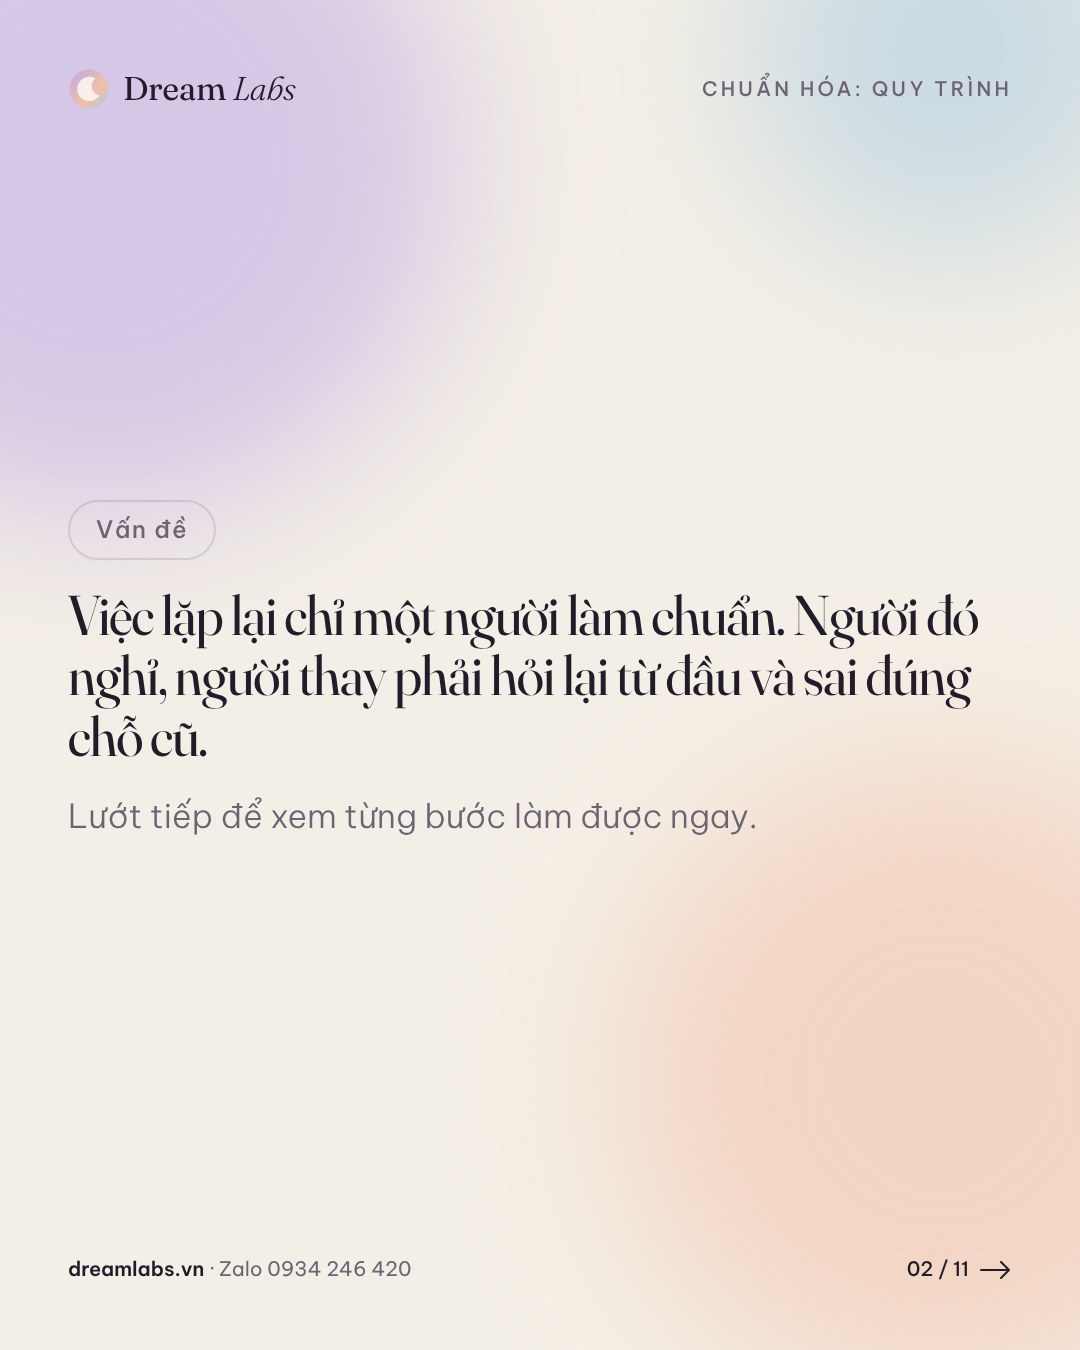 Dream Labs
CHUẨN HÓA: QUY TRÌNH
Vấn đề
Việc lặp lại chỉ một người làm chuẩn. Người đó
nghỉ, người thay phải hỏi lại từ đầu và sai đúng
chỗ cũ.
Lướt tiếp để xem từng bước làm được ngay.
dreamlabs.vn · Zalo 0934 246 420
02 / 11 →